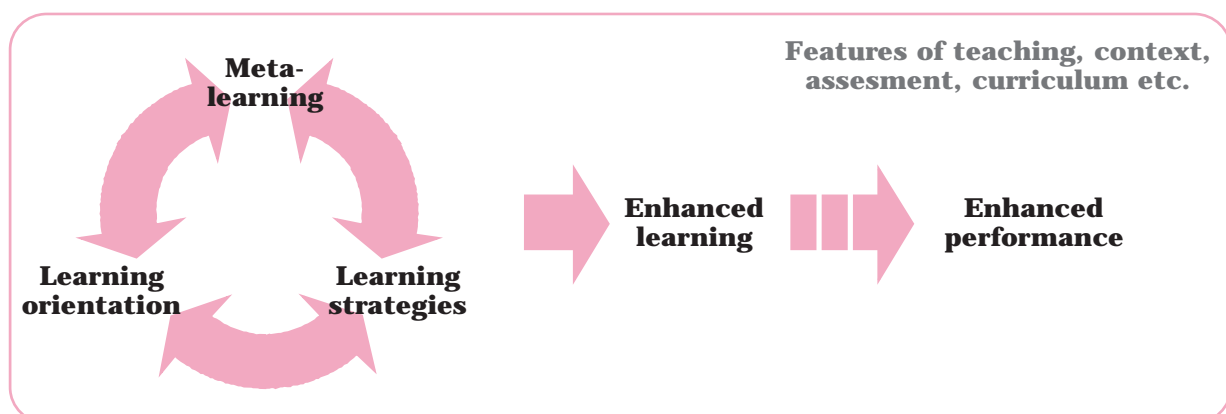 Meta-
learning
Features of teaching, context,
assesment, curriculum etc.
Enhanced
learning
Enhanced
performance
Learning
orientation
Learning
strategies